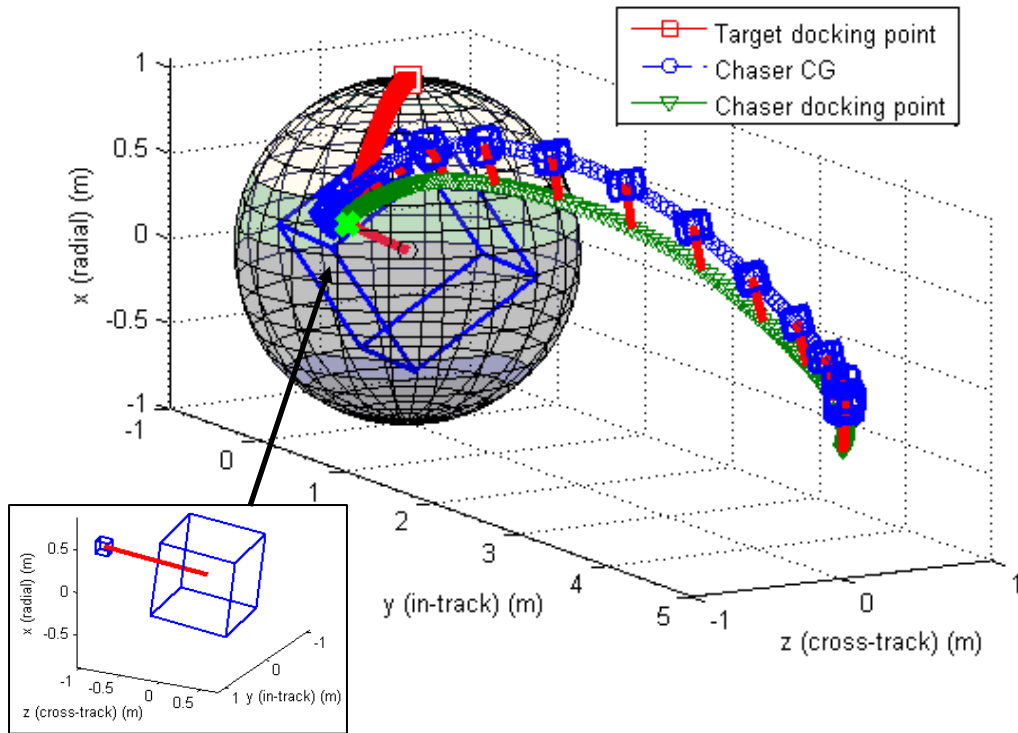 Target docking point
Chaser CG
Chaser docking point
1
0.5
0
-0.5
-1
x (radial) (m)
-1
0
1
2
3
4
5
y (in-track) (m)
-1
0
1
z (cross-track) (m)
0.5
0
-0.5
x (radial) (m)
-1
-0.5
0
0.5
z (cross-track) (m)
-1
0
1
y (in-track) (m)